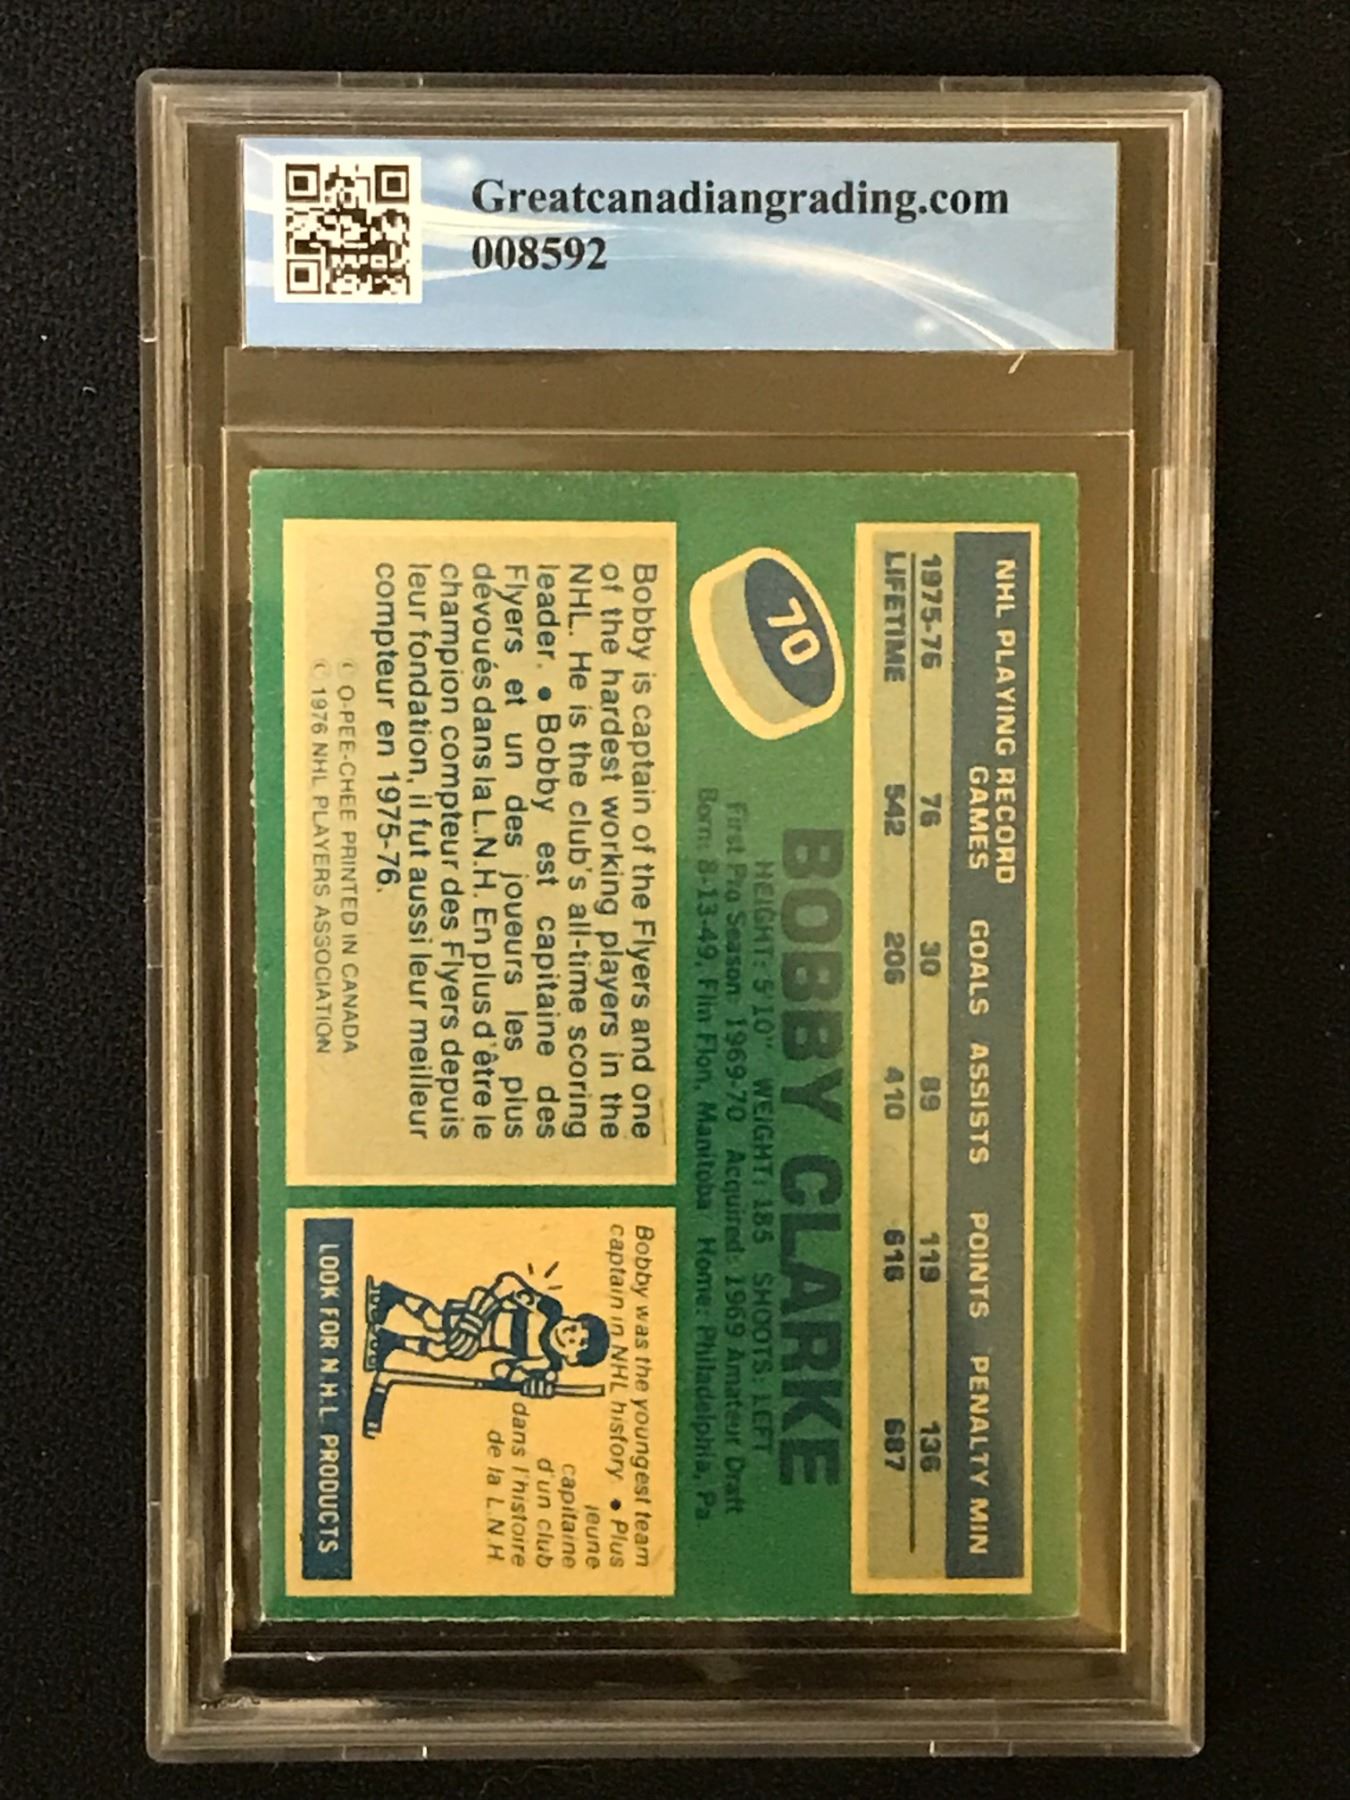 Greatcanadiangrading.com
008592
NHL PLAYING RECORD
GAMES GOALS ASSISTS POINTS PENALTY MIN
1975-76 76 30 89 119 136
LIFETIME 542 206 410 616 687
70
BOBBY CLARKE
HEIGHT: 5'10" WEIGHT: 185 SHOOTS: LEFT
First Pro Season: 1969-70 Acquired: 1969 Amateur Draft
Born: 8-13-49, Flin Flon, Manitoba Home: Philadelphia, Pa.
Bobby is captain of the Flyers and one
of the hardest working players in the
NHL. He is the club's all-time scoring
leader. • Bobby est capitaine des
Flyers et un des joueurs les plus
dévoués dans la L.N.H. En plus d'être le
champion compteur des Flyers depuis
leur fondation, il fut aussi leur meilleur
compteur en 1975-76.
© O-PEE-CHEE PRINTED IN CANADA
© 1976 NHL PLAYERS ASSOCIATION
Bobby was the youngest team
captain in NHL history • Plus
jeune
capitaine
d'un club
dans l'histoire
de la L.N.H.
C
LOOK FOR N.H.L. PRODUCTS